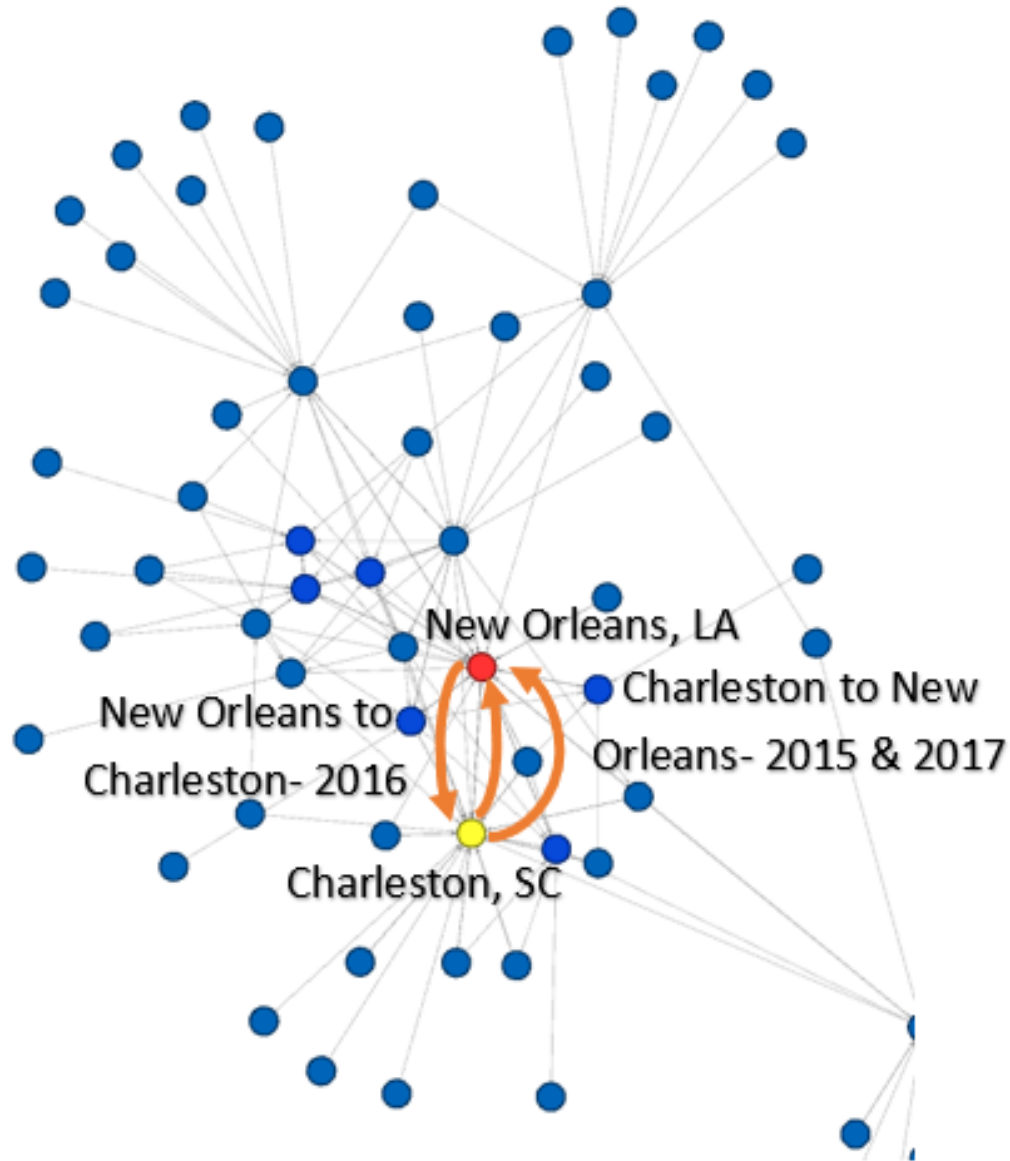 New Orleans, LA
Charleston to New
Orleans- 2015 & 2017
New Orleans to
Charleston- 2016
Charleston, SC